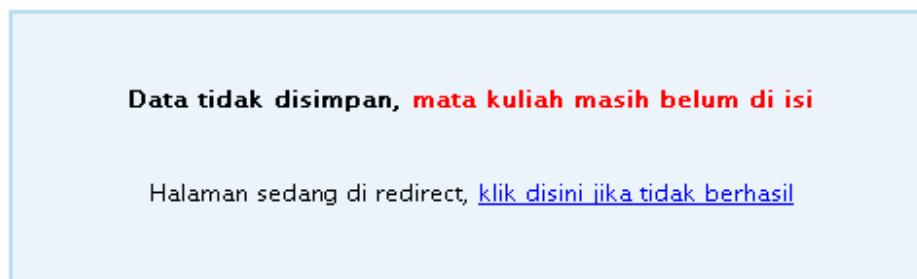 Data tidak disimpan, mata kuliah masih belum di isi
Halaman sedang di redirect, klik disini jika tidak berhasil